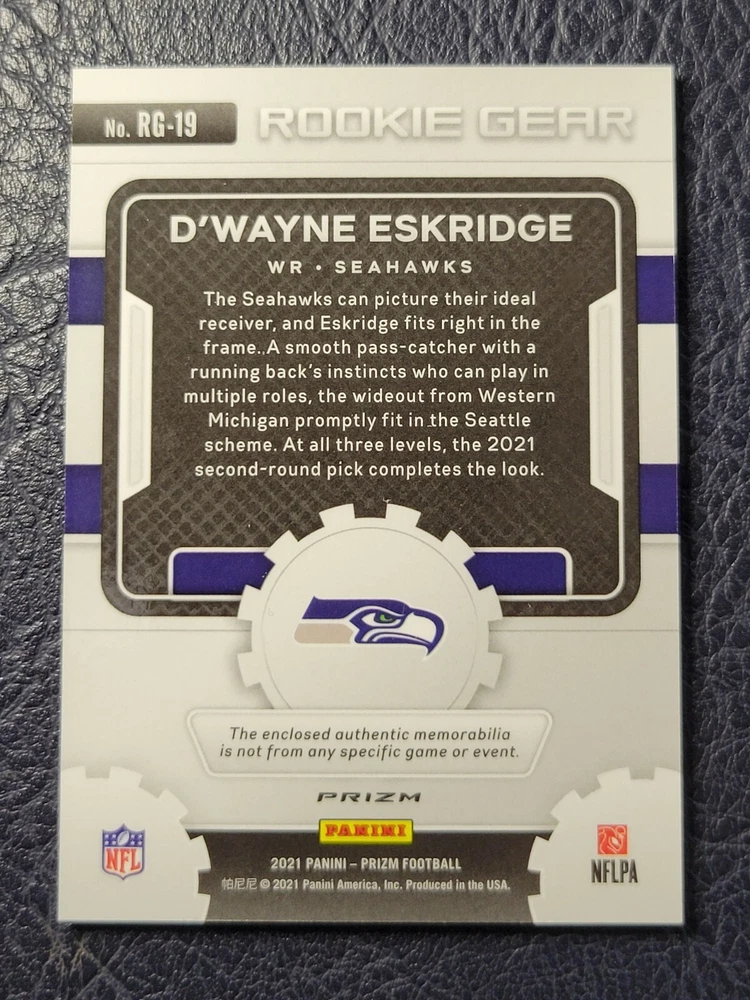 No. RG-19
ROOKIE GEAR
D'WAYNE ESKRIDGE
WR • SEAHAWKS
The Seahawks can picture their ideal
receiver, and Eskridge fits right in the
frame. A smooth pass-catcher with a
running back's instincts who can play in
multiple roles, the wideout from Western
Michigan promptly fit in the Seattle
scheme. At all three levels, the 2021
second-round pick completes the look.
The enclosed authentic memorabilia
is not from any specific game or event.
PRIZM
PANINI
NFL
NFLPA
2021 PANINI – PRIZM FOOTBALL
帕尼尼 © 2021 Panini America, Inc. Produced in the USA.